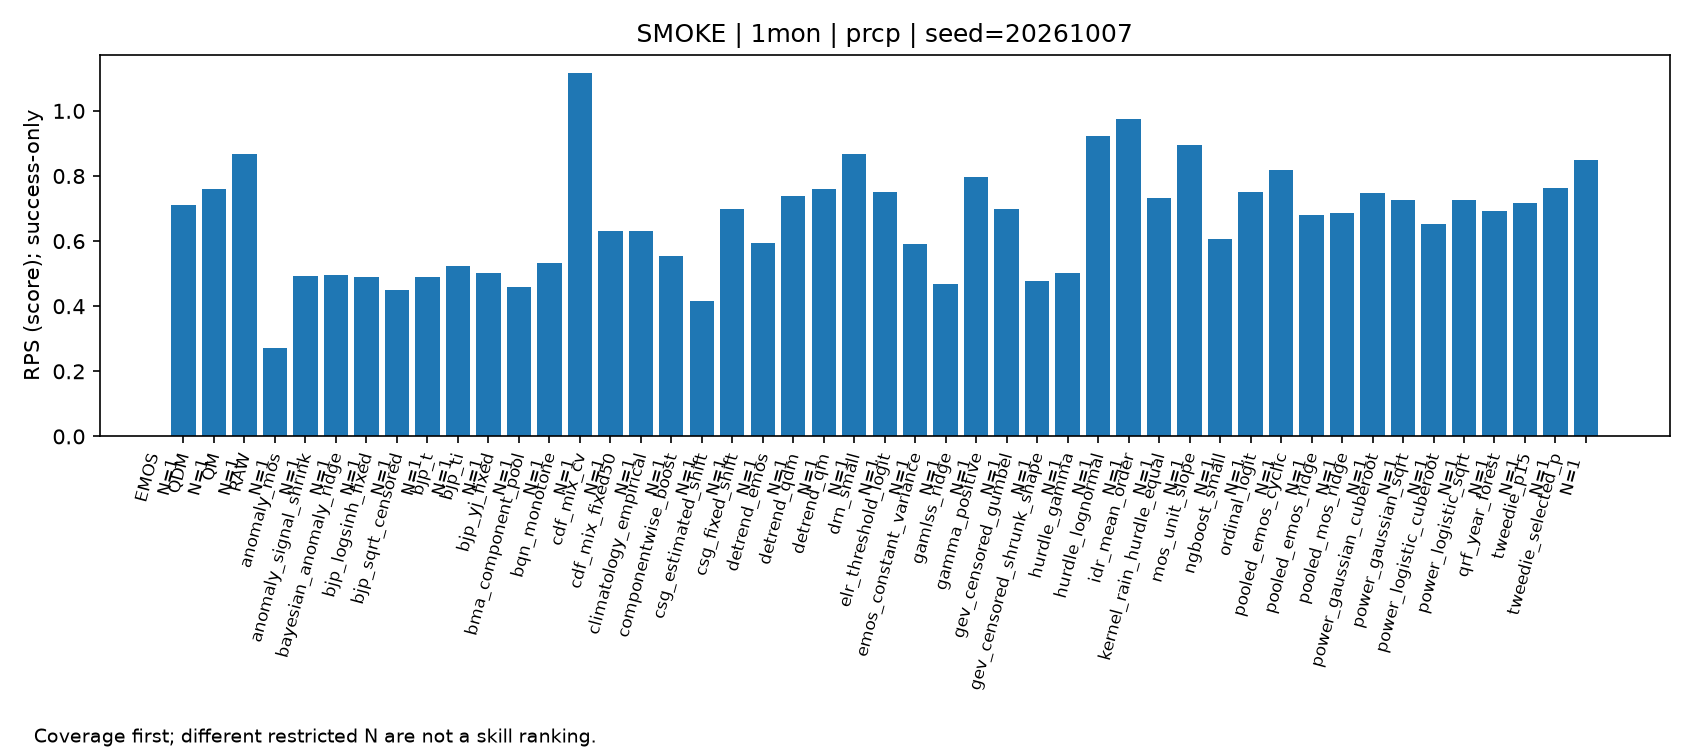 SMOKE | 1mon | prcp | seed=20261007
RPS (score); success-only
1.0
0.8
0.6
0.4
0.2
0.0
EMOS
N=1
QDM
N=1
QM
N=1
RAW
N=1
anomaly_mos
N=1
anomaly_signal_shrink
N=1
bayesian_anomaly_ridge
N=1
bjp_logsinh_fixed
N=1
bjp_sqrt_censored
N=1
bjp_t
N=1
bjp_ti
N=1
bjp_yj_fixed
N=1
bma_component_pool
N=1
bqn_monotone
N=1
cdf_mix_cv
N=1
cdf_mix_fixed50
N=1
climatology_empirical
N=1
componentwise_boost
N=1
csg_estimated_shift
N=1
csg_fixed_shift
N=1
detrend_emos
N=1
detrend_qdm
N=1
detrend_qm
N=1
drn_small
N=1
elr_threshold_logit
N=1
emos_constant_variance
N=1
gamlss_ridge
N=1
gamma_positive
N=1
gev_censored_gumbel
N=1
gev_censored_shrunk_shape
N=1
hurdle_gamma
N=1
hurdle_lognormal
N=1
idr_mean_order
N=1
kernel_rain_hurdle_equal
N=1
mos_unit_slope
N=1
ngboost_small
N=1
ordinal_logit
N=1
pooled_emos_cyclic
N=1
pooled_emos_ridge
N=1
pooled_mos_ridge
N=1
power_gaussian_cuberoot
N=1
power_gaussian_sqrt
N=1
power_logistic_cuberoot
N=1
power_logistic_sqrt
N=1
qrf_year_forest
N=1
tweedie_p15
N=1
tweedie_selected_p
N=1
Coverage first; different restricted N are not a skill ranking.